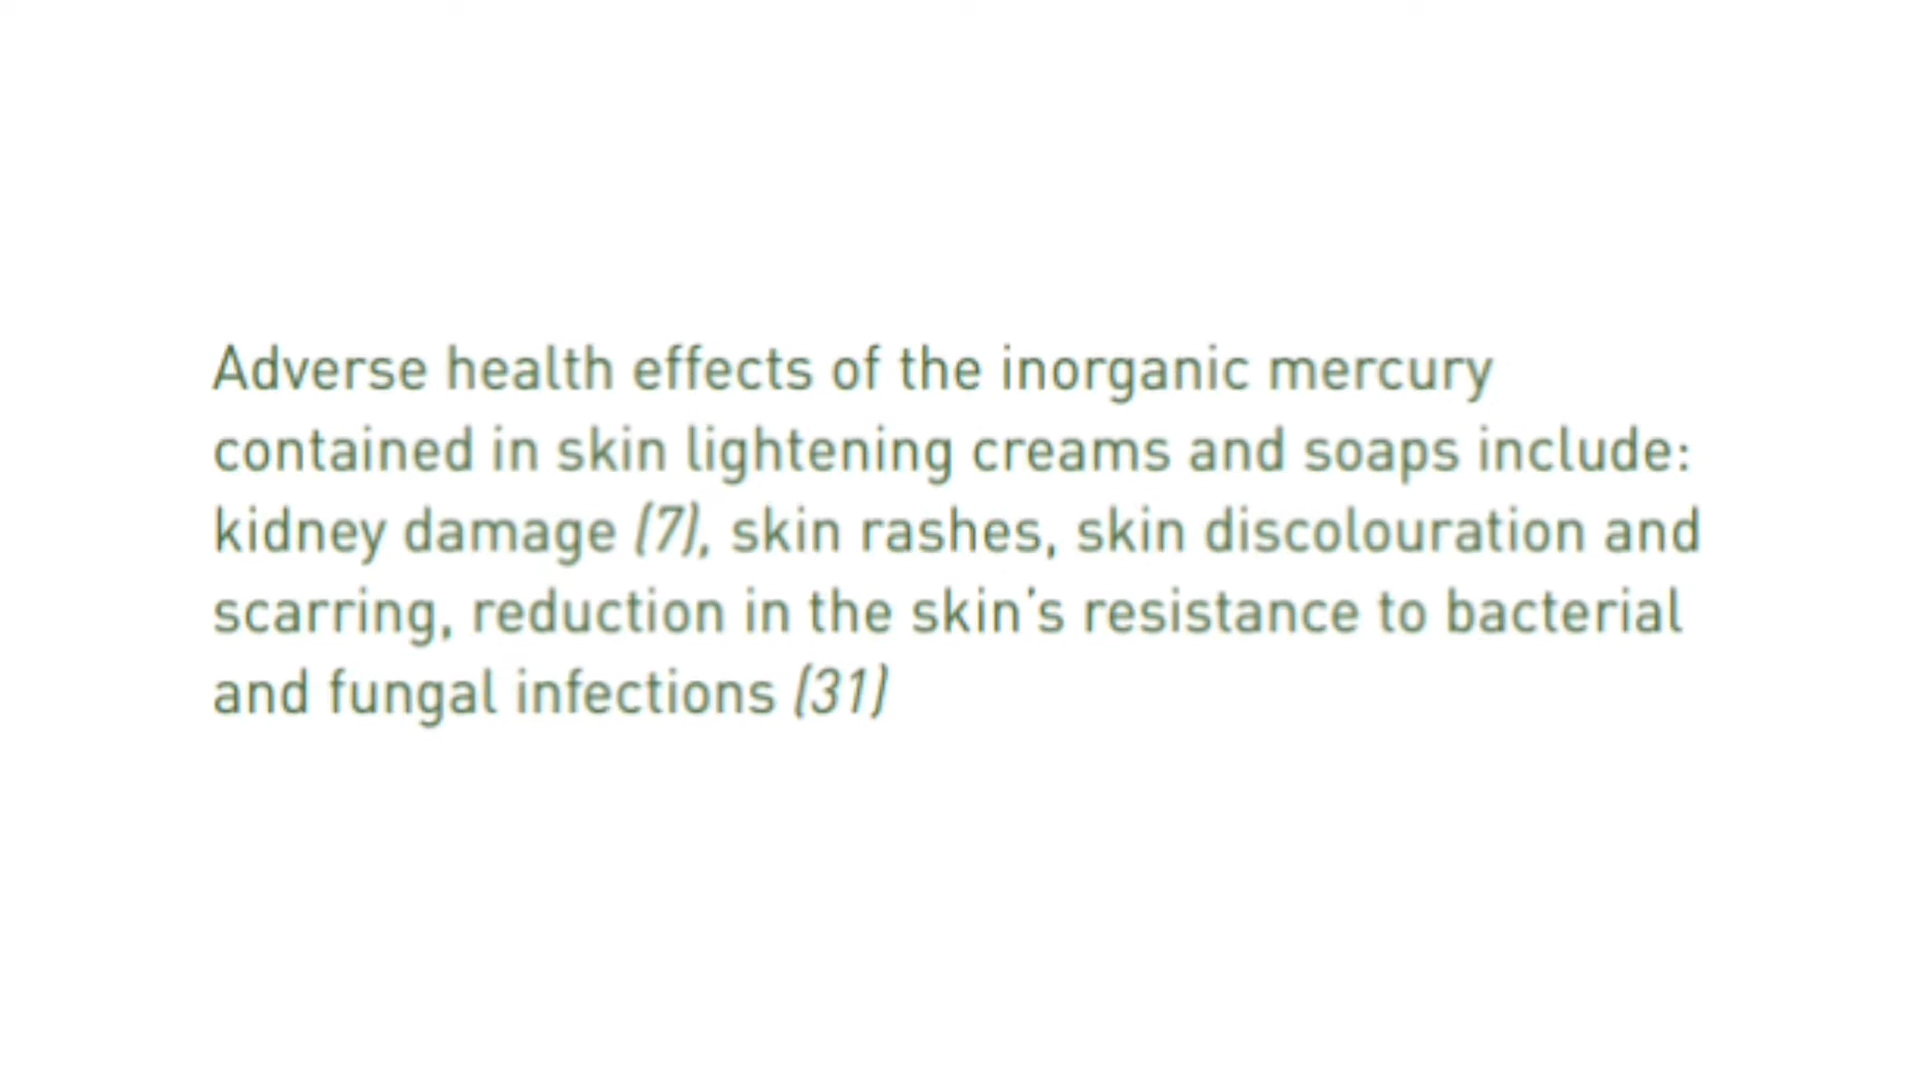 Adverse health effects of the inorganic mercury
contained in skin lightening creams and soaps include:
kidney damage (7), skin rashes, skin discolouration and
scarring, reduction in the skin's resistance to bacterial
and fungal infections (31)